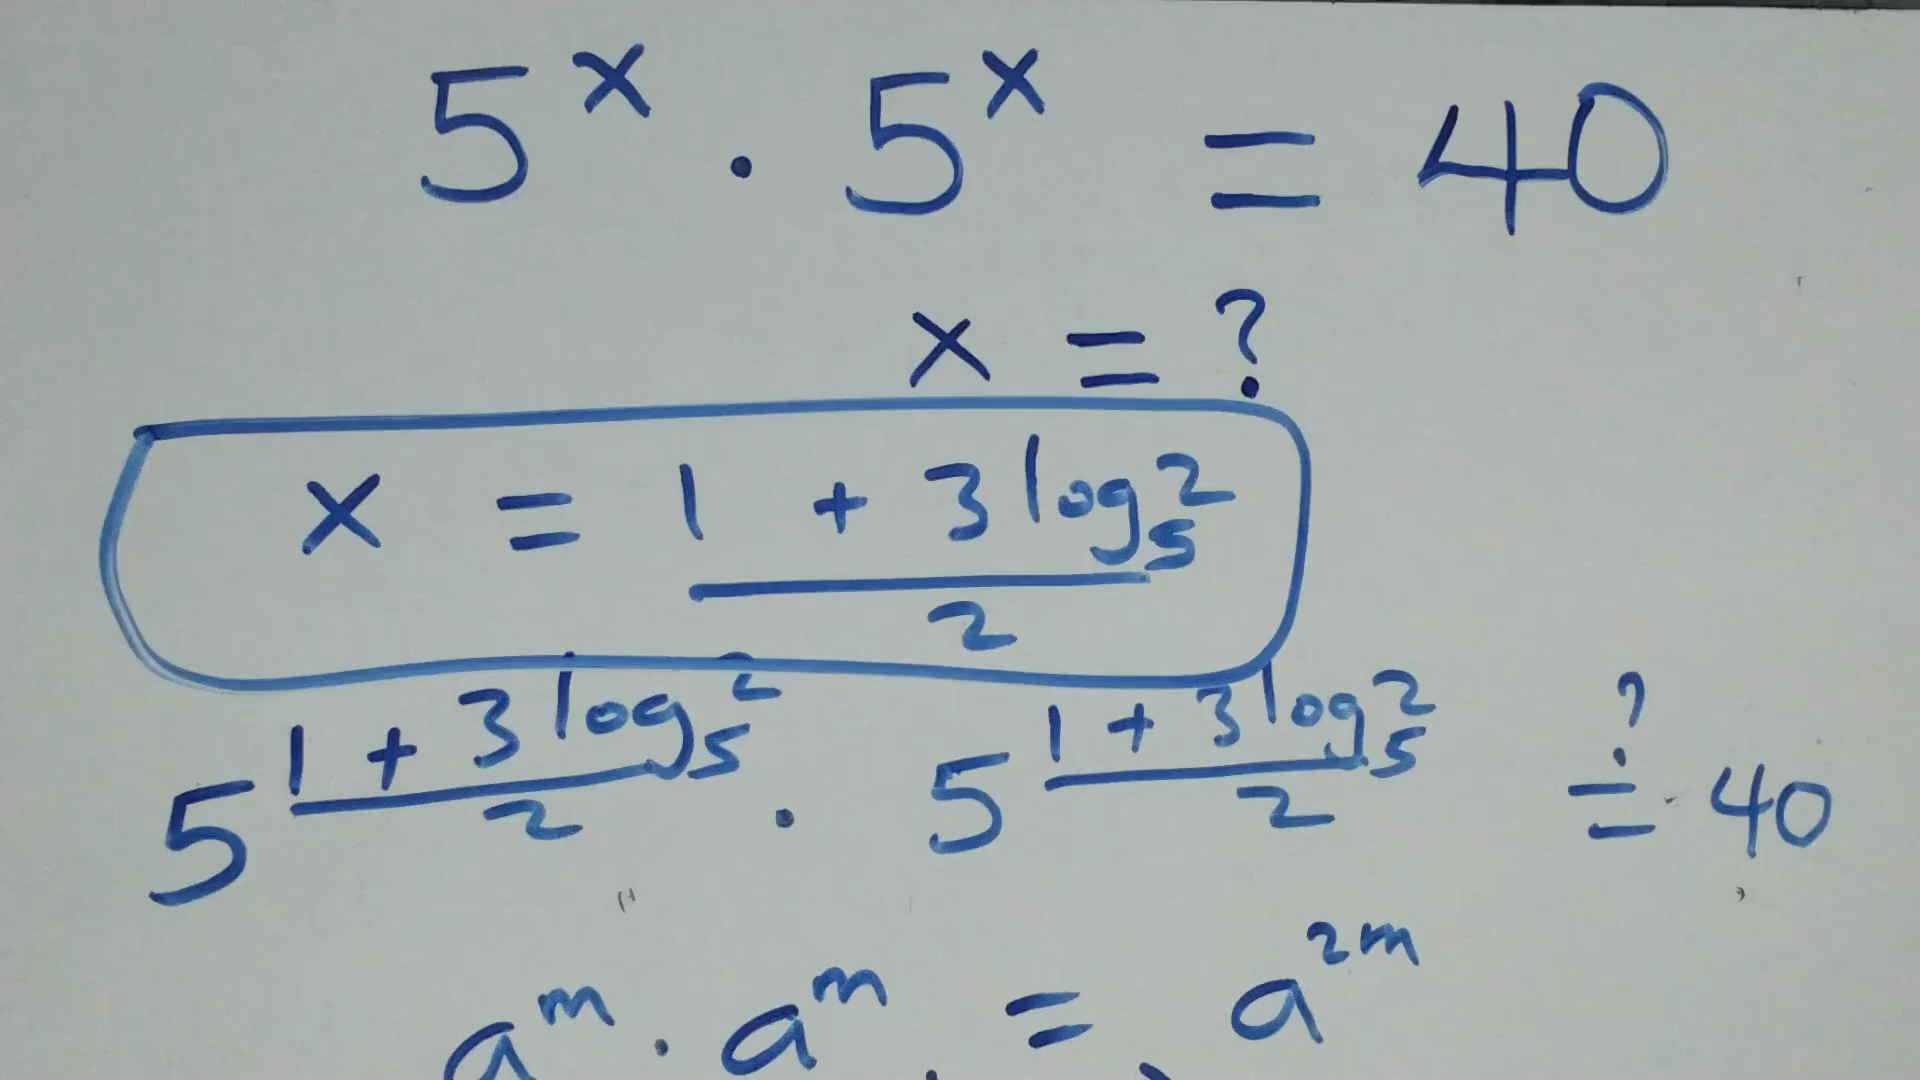 5^x · 5^x = 40
x = ?
x = (1 + 3log_5 2)/2
5^((1 + 3log_5 2)/2) · 5^((1 + 3log_5 2)/2) ?= 40
a^m · a^m = a^(2m)